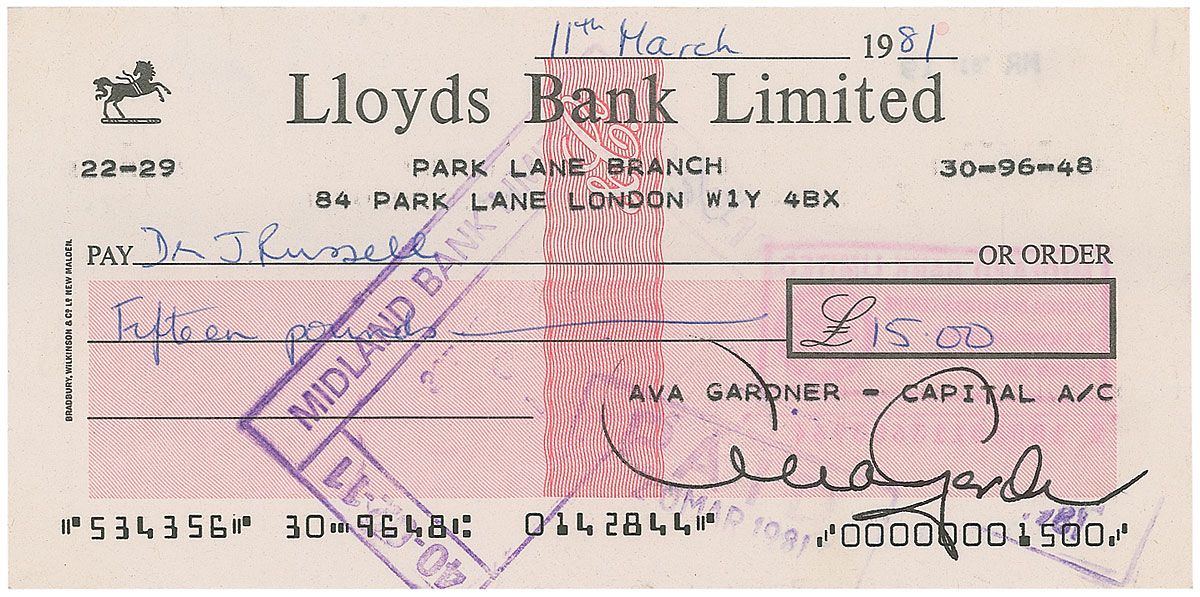 11th March 1981
Lloyds Bank Limited
22-29 PARK LANE BRANCH 30-96-48
84 PARK LANE LONDON W1Y 4BX
PAY Dr J. Russell OR ORDER
Fifteen pounds £15.00
AVA GARDNER - CAPITAL A/C
Ava Gardner
BRADBURY, WILKINSON & Co Ld NEW MALDEN.
MIDLAND BANK
MAR 1981
⑈534356⑈ 30⑉9648⑆ 0142844⑈ ⑇0000001500⑇